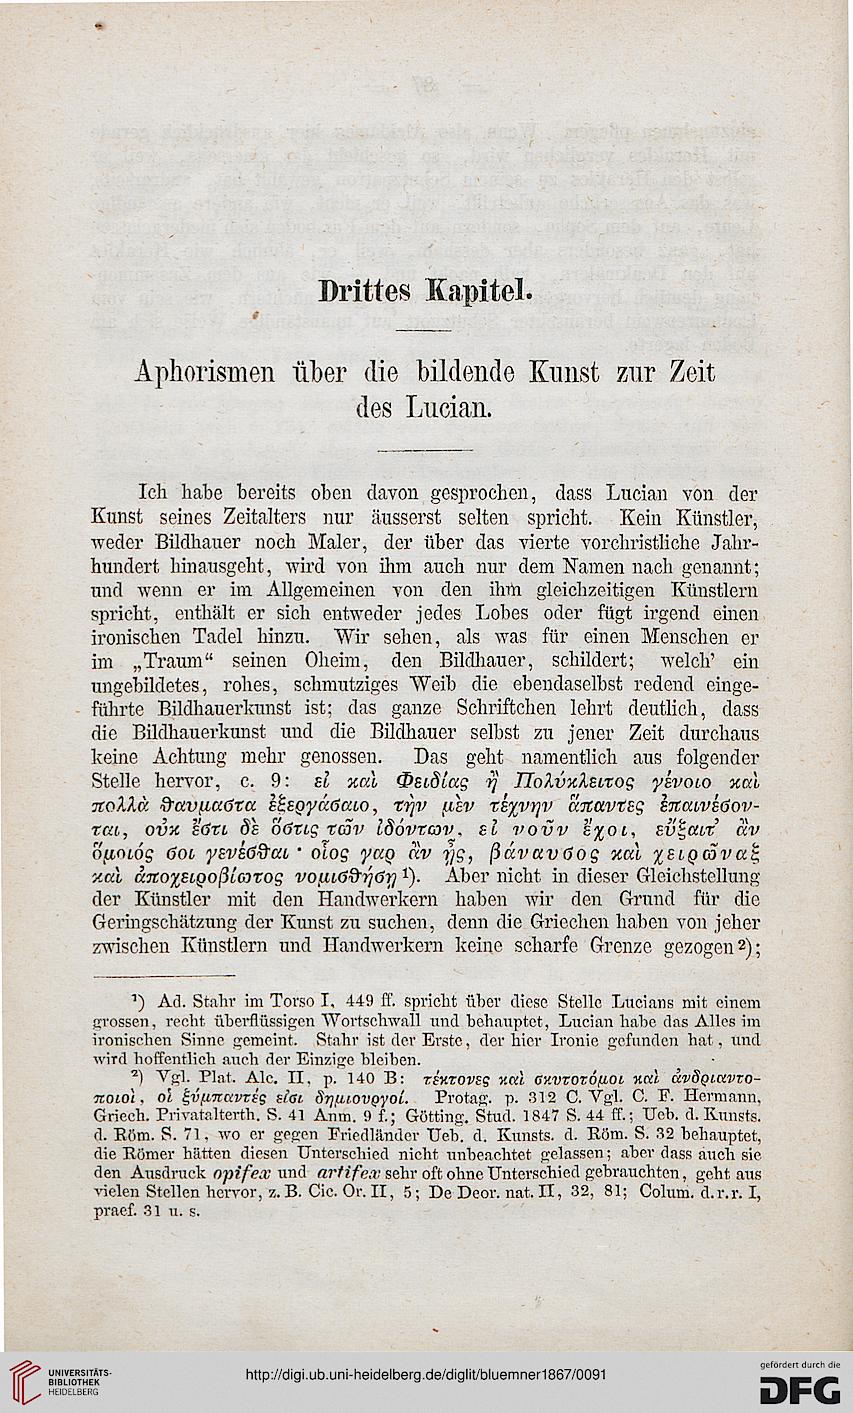 Drittes Kapitel.
Aphorismen über die bildende Kunst zur Zeit
des Lucian.
Ich habe bereits oben davon gesprochen, dass Lucian von der
Kunst seines Zeitalters nur äusserst selten spricht. Kein Künstler,
weder Bildhauer noch Maler, der über das vierte vorchristliche Jahr-
hundert hinausgeht, wird von ihm auch nur dem Namen nach genannt;
und wenn er im Allgemeinen von den ihm gleichzeitigen Künstlern
spricht, enthält er sich entweder jedes Lobes oder fügt irgend einen
ironischen Tadel hinzu. Wir sehen, als was für einen Menschen er
im „Traum“ seinen Oheim, den Bildhauer, schildert; welch’ ein
ungebildetes, rohes, schmutziges Weib die ebendaselbst redend einge-
führte Bildhauerkunst ist; das ganze Schriftchen lehrt deutlich, dass
die Bildhauerkunst und die Bildhauer selbst zu jener Zeit durchaus
keine Achtung mehr genossen. Das geht namentlich aus folgender
Stelle hervor, c. 9: εἰ καὶ Φειδίας ἢ Πολύκλειτος γένοιο καὶ
πολλὰ θαυμαστὰ ἐξεργάσαιο, τὴν μὲν τέχνην ἅπαντες ἐπαινέσον-
ται, οὐκ ἔστι δὲ ὅστις τῶν ἰδόντων, εἰ νοῦν ἔχοι, εὔξαιτ’ ἂν
ὅμοιός σοι γενέσθαι · οἷος γὰρ ἂν ᾖς, βάναυσος καὶ χειρῶναξ
καὶ ἀποχειροβίωτος νομισθήσῃ ¹). Aber nicht in dieser Gleichstellung
der Künstler mit den Handwerkern haben wir den Grund für die
Geringschätzung der Kunst zu suchen, denn die Griechen haben von jeher
zwischen Künstlern und Handwerkern keine scharfe Grenze gezogen ²);
¹) Ad. Stahr im Torso I, 449 ff. spricht über diese Stelle Lucians mit einem
grossen, recht überflüssigen Wortschwall und behauptet, Lucian habe das Alles im
ironischen Sinne gemeint. Stahr ist der Erste, der hier Ironie gefunden hat, und
wird hoffentlich auch der Einzige bleiben.
²) Vgl. Plat. Alc. II, p. 140 B: τέκτονες καὶ σκυτοτόμοι καὶ ἀνδριαντο-
ποιοὶ, οἱ ξύμπαντές εἰσι δημιουργοί. Protag. p. 312 C. Vgl. C. F. Hermann,
Griech. Privatalterth. S. 41 Anm. 9 f.; Götting. Stud. 1847 S. 44 ff.; Ueb. d. Kunsts.
d. Röm. S. 71, wo er gegen Friedländer Ueb. d. Kunsts. d. Röm. S. 32 behauptet,
die Römer hätten diesen Unterschied nicht unbeachtet gelassen; aber dass auch sie
den Ausdruck opifex und artifex sehr oft ohne Unterschied gebrauchten, geht aus
vielen Stellen hervor, z. B. Cic. Or. II, 5; De Deor. nat. II, 32, 81; Colum. d. r. r. I,
praef. 31 u. s.
UNIVERSITÄTS-
BIBLIOTHEK
HEIDELBERG
http://digi.ub.uni-heidelberg.de/diglit/bluemner1867/0091
gefördert durch die
DFG